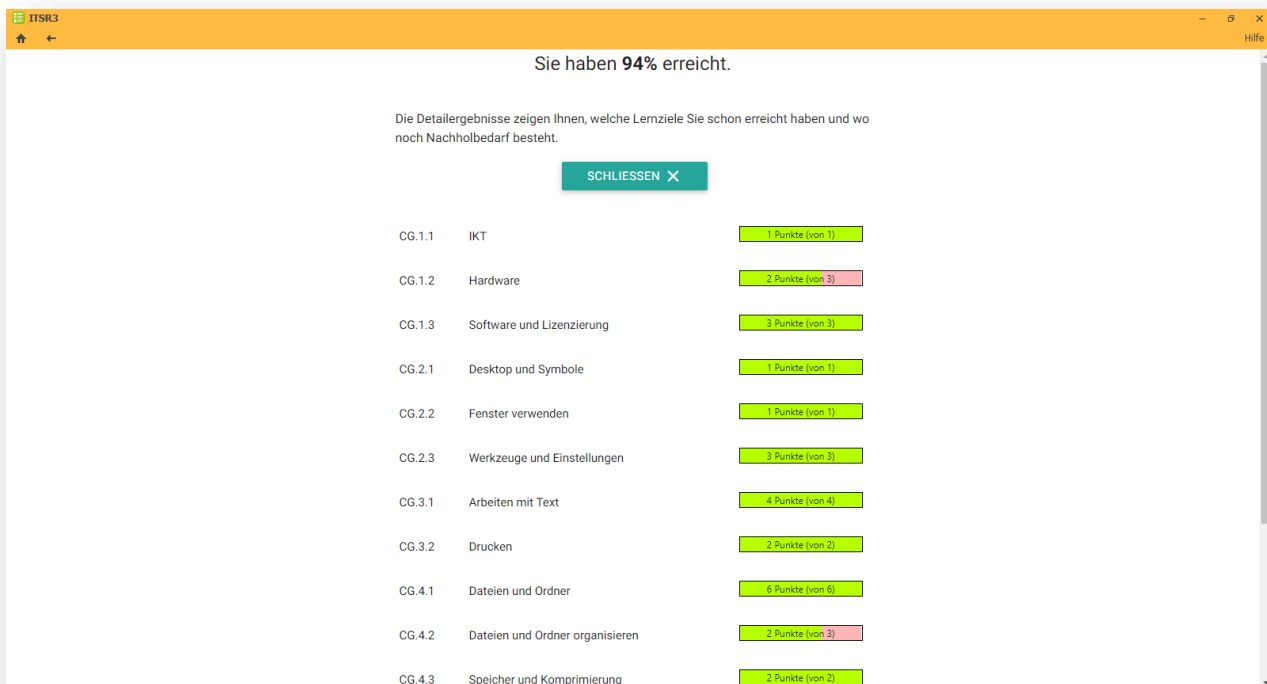 ITSR3
Hilfe
Sie haben 94% erreicht.
Die Detailergebnisse zeigen Ihnen, welche Lernziele Sie schon erreicht haben und wo
noch Nachholbedarf besteht.
SCHLIESSEN
CG.1.1 IKT 1 Punkte (von 1)
CG.1.2 Hardware 2 Punkte (von 3)
CG.1.3 Software und Lizenzierung 3 Punkte (von 3)
CG.2.1 Desktop und Symbole 1 Punkte (von 1)
CG.2.2 Fenster verwenden 1 Punkte (von 1)
CG.2.3 Werkzeuge und Einstellungen 3 Punkte (von 3)
CG.3.1 Arbeiten mit Text 4 Punkte (von 4)
CG.3.2 Drucken 2 Punkte (von 2)
CG.4.1 Dateien und Ordner 6 Punkte (von 6)
CG.4.2 Dateien und Ordner organisieren 2 Punkte (von 3)
CG.4.3 Speicher und Komprimierung 2 Punkte (von 2)